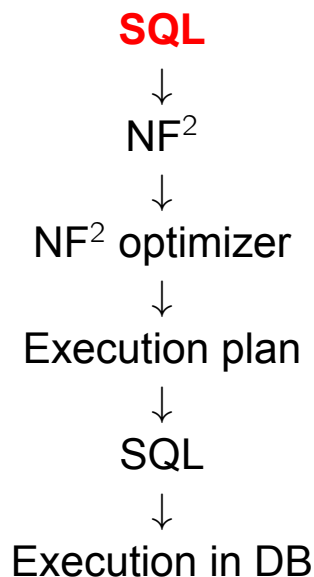 SQL
↓
NF²
↓
NF² optimizer
↓
Execution plan
↓
SQL
↓
Execution in DB